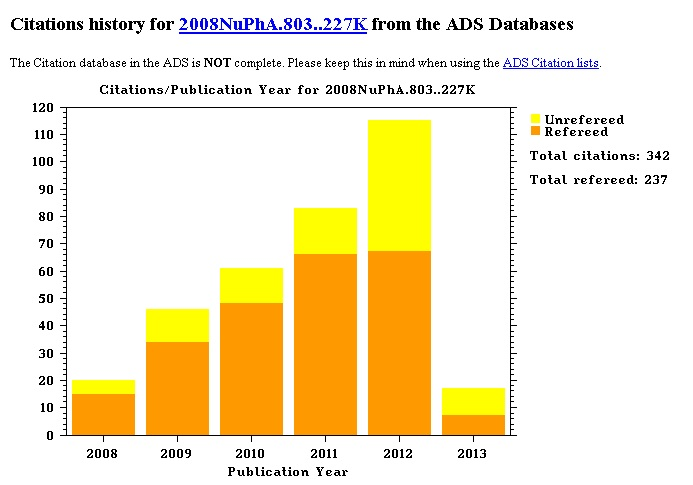 Citations history for 2008NuPhA.803..227K from the ADS Databases
The Citation database in the ADS is NOT complete. Please keep this in mind when using the ADS Citation lists.
Citations/Publication Year for 2008NuPhA.803..227K
120
110
100
90
80
70
60
50
40
30
20
10
0
2008 2009 2010 2011 2012 2013
Publication Year
Unrefereed
Refereed
Total citations: 342
Total refereed: 237